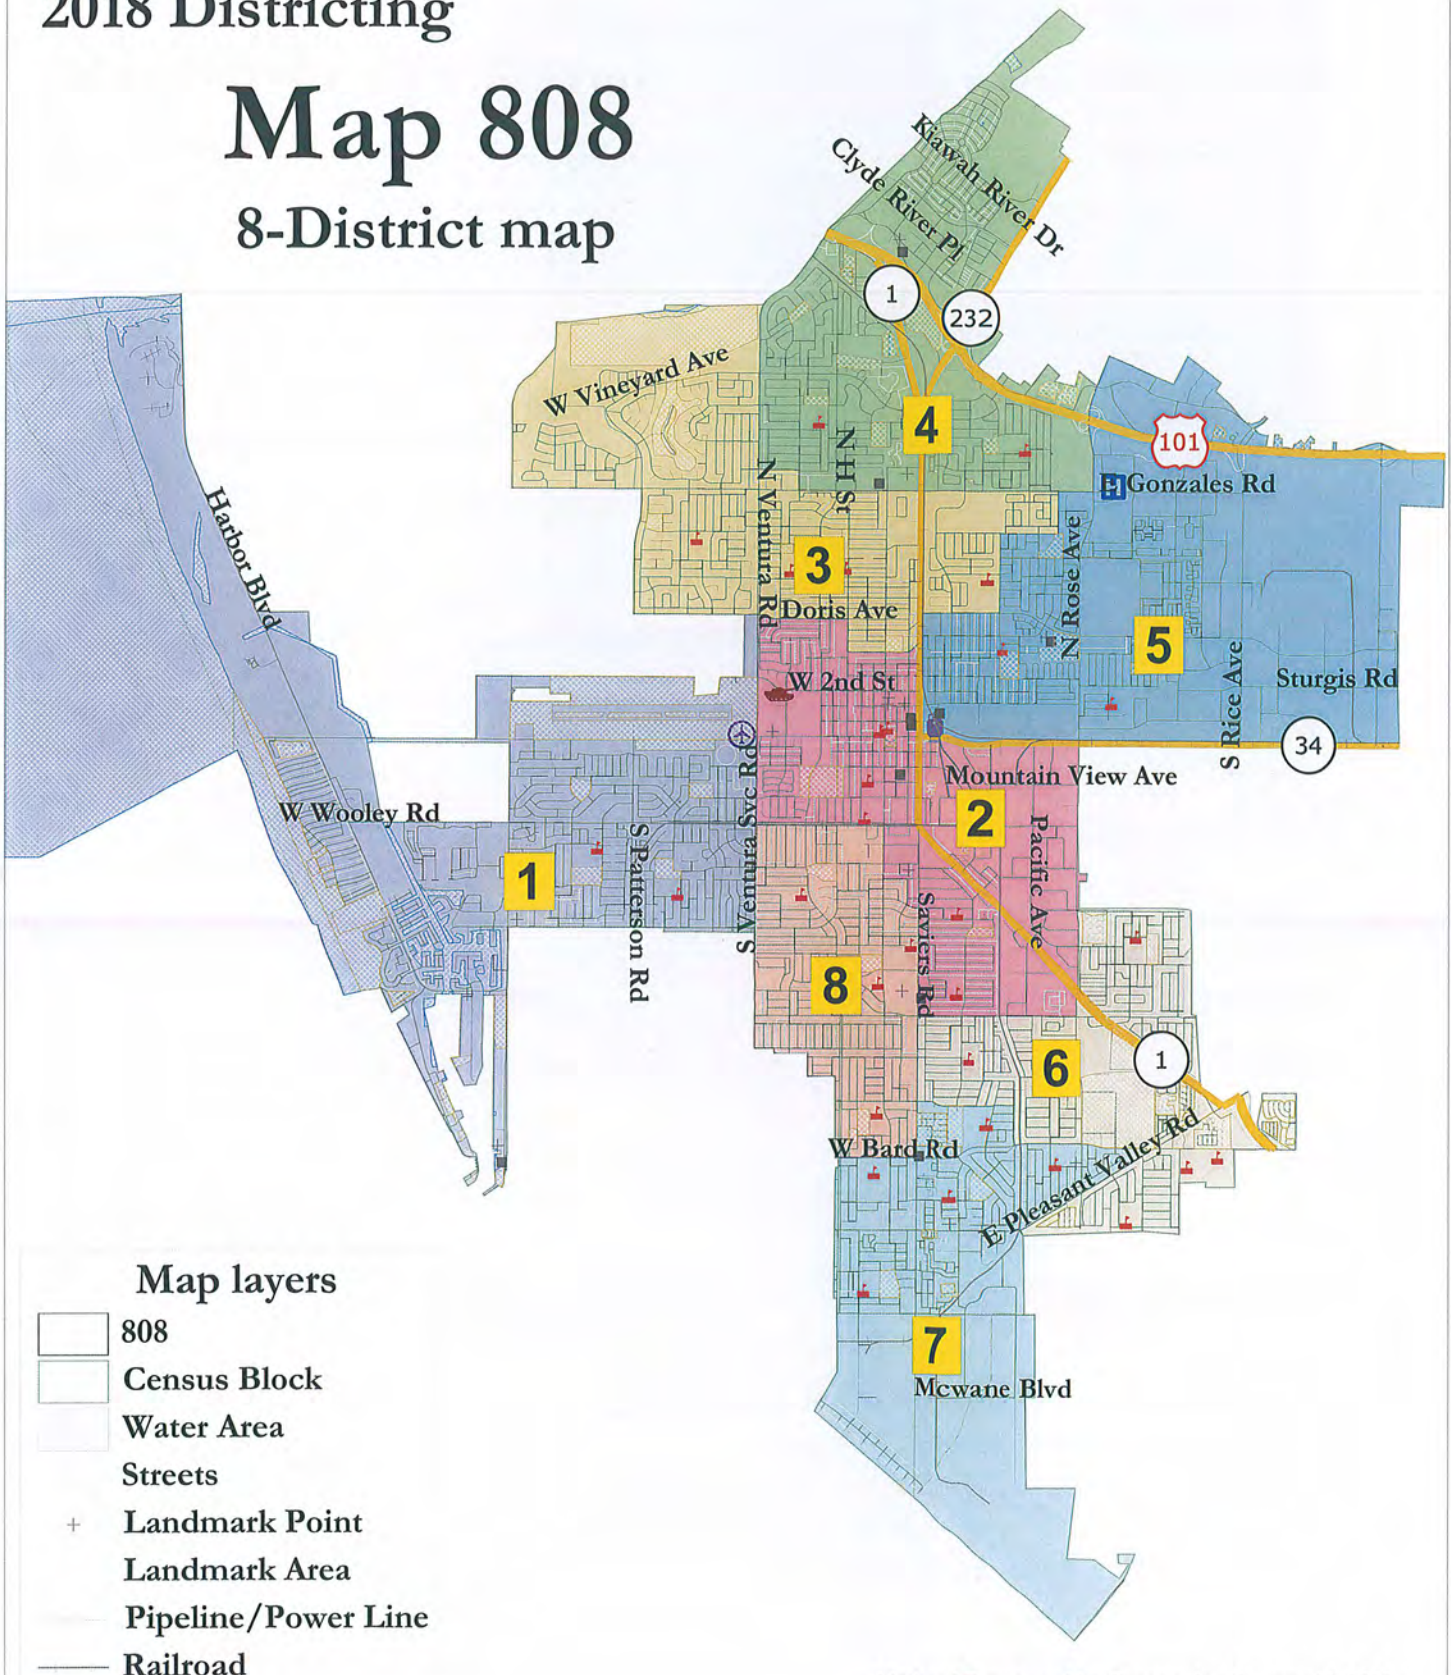 2018 Districting
Map 808
8-District map
Kiawah River Dr
Clyde River Pl
1
232
W Vineyard Ave
4
101
N H St
H
E Gonzales Rd
Harbor Blvd
N Ventura Rd
3
N Rose Ave
Doris Ave
5
W 2nd St
S Rice Ave
Sturgis Rd
34
Mountain View Ave
S Ventura Svc Rd
W Wooley Rd
2
1
S Patterson Rd
Pacific Ave
Saviers Rd
8
6
1
W Bard Rd
E Pleasant Valley Rd
7
Mcwane Blvd
Map layers
808
Census Block
Water Area
Streets
Landmark Point
Landmark Area
Pipeline/Power Line
Railroad